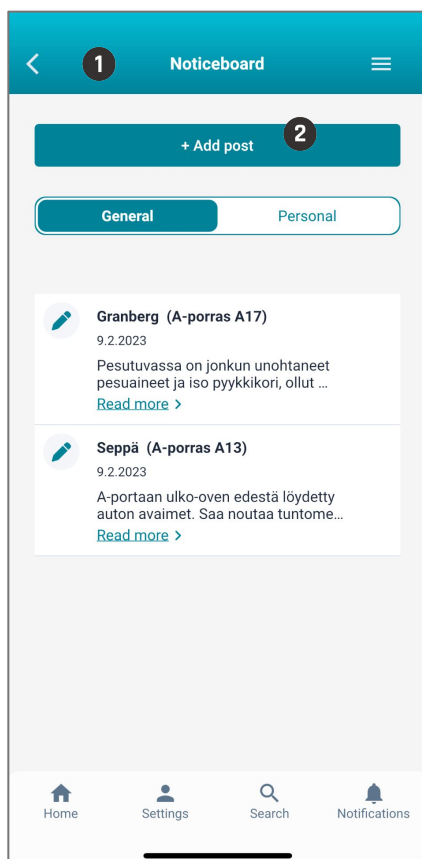 1 Noticeboard
+ Add post 2
General Personal
Granberg (A-porras A17)
9.2.2023
Pesutuvassa on jonkun unohtaneet
pesuaineet ja iso pyykkikori, ollut ...
Read more >
Seppä (A-porras A13)
9.2.2023
A-portaan ulko-oven edestä löydetty
auton avaimet. Saa noutaa tuntome...
Read more >
Home Settings Search Notifications